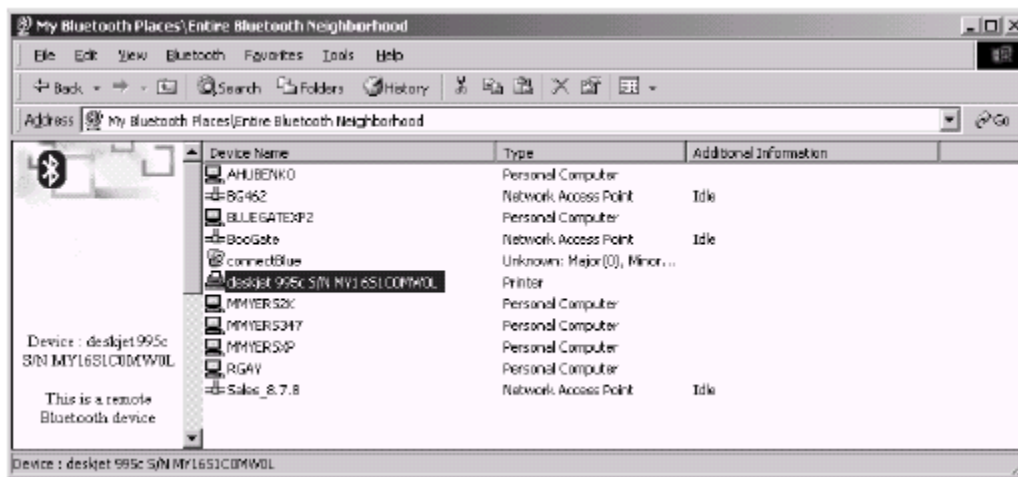 My Bluetooth Places\Entire Bluetooth Neighborhood
File Edit View Bluetooth Favorites Tools Help
Back Search Folders History
Address My Bluetooth Places\Entire Bluetooth Neighborhood Go
Device Name Type Additional Information
AHUBENKO Personal Computer
BG462 Network Access Point Idle
BLUEGATEXP2 Personal Computer
BooGate Network Access Point Idle
connectBlue Unknown: Major(0), Minor...
deskjet 995c S/N MY16S1C0MW0L Printer
MMYERS2K Personal Computer
MMYERS347 Personal Computer
MMYERSXP Personal Computer
RGAY Personal Computer
Sales_8.7.8 Network Access Point Idle
Device : deskjet 995c
S/N MY16S1C0MW0L
This is a remote
Bluetooth device
Device : deskjet 995c S/N MY16S1C0MW0L